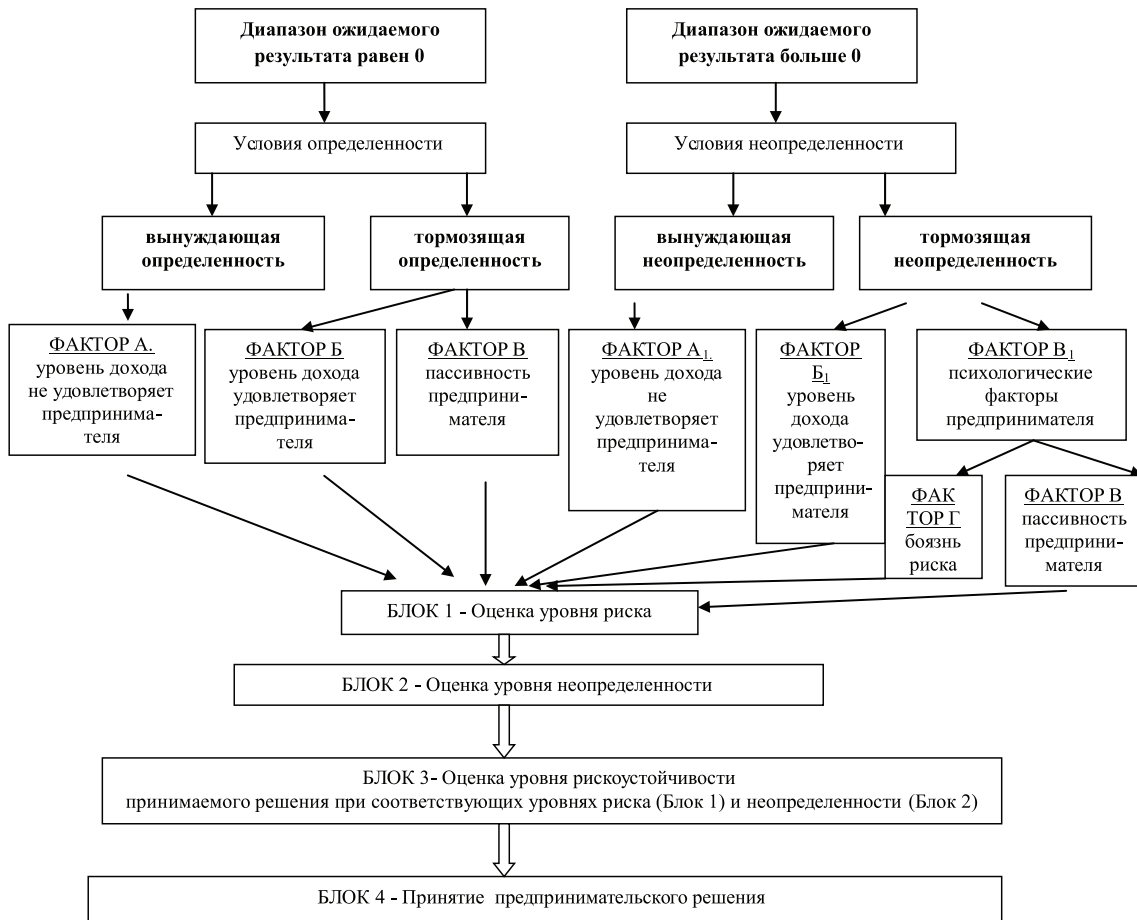 Диапазон ожидаемого
результата равен 0
Диапазон ожидаемого
результата больше 0
Условия определенности
Условия неопределенности
вынуждающая
определенность
тормозящая
определенность
вынуждающая
неопределенность
тормозящая
неопределенность
ФАКТОР А.
уровень дохода
не удовлетворяет
предпринима-
теля
ФАКТОР Б
уровень дохода
удовлетворяет
предпринима-
теля
ФАКТОР В
пассивность
предприни-
мателя
ФАКТОР А1.
уровень дохода
не
удовлетворяет
предпринима-
теля
ФАКТОР
Б1
уровень
дохода
удовлетво-
ряет
предприни-
мателя
ФАКТОР В1
психологические
факторы
предпринимателя
ФАК
ТОР Г
боязнь
риска
ФАКТОР В
пассивность
предприни-
мателя
БЛОК 1 - Оценка уровня риска
БЛОК 2 - Оценка уровня неопределенности
БЛОК 3- Оценка уровня рискоустойчивости
принимаемого решения при соответствующих уровнях риска (Блок 1) и неопределенности (Блок 2)
БЛОК 4 - Принятие предпринимательского решения